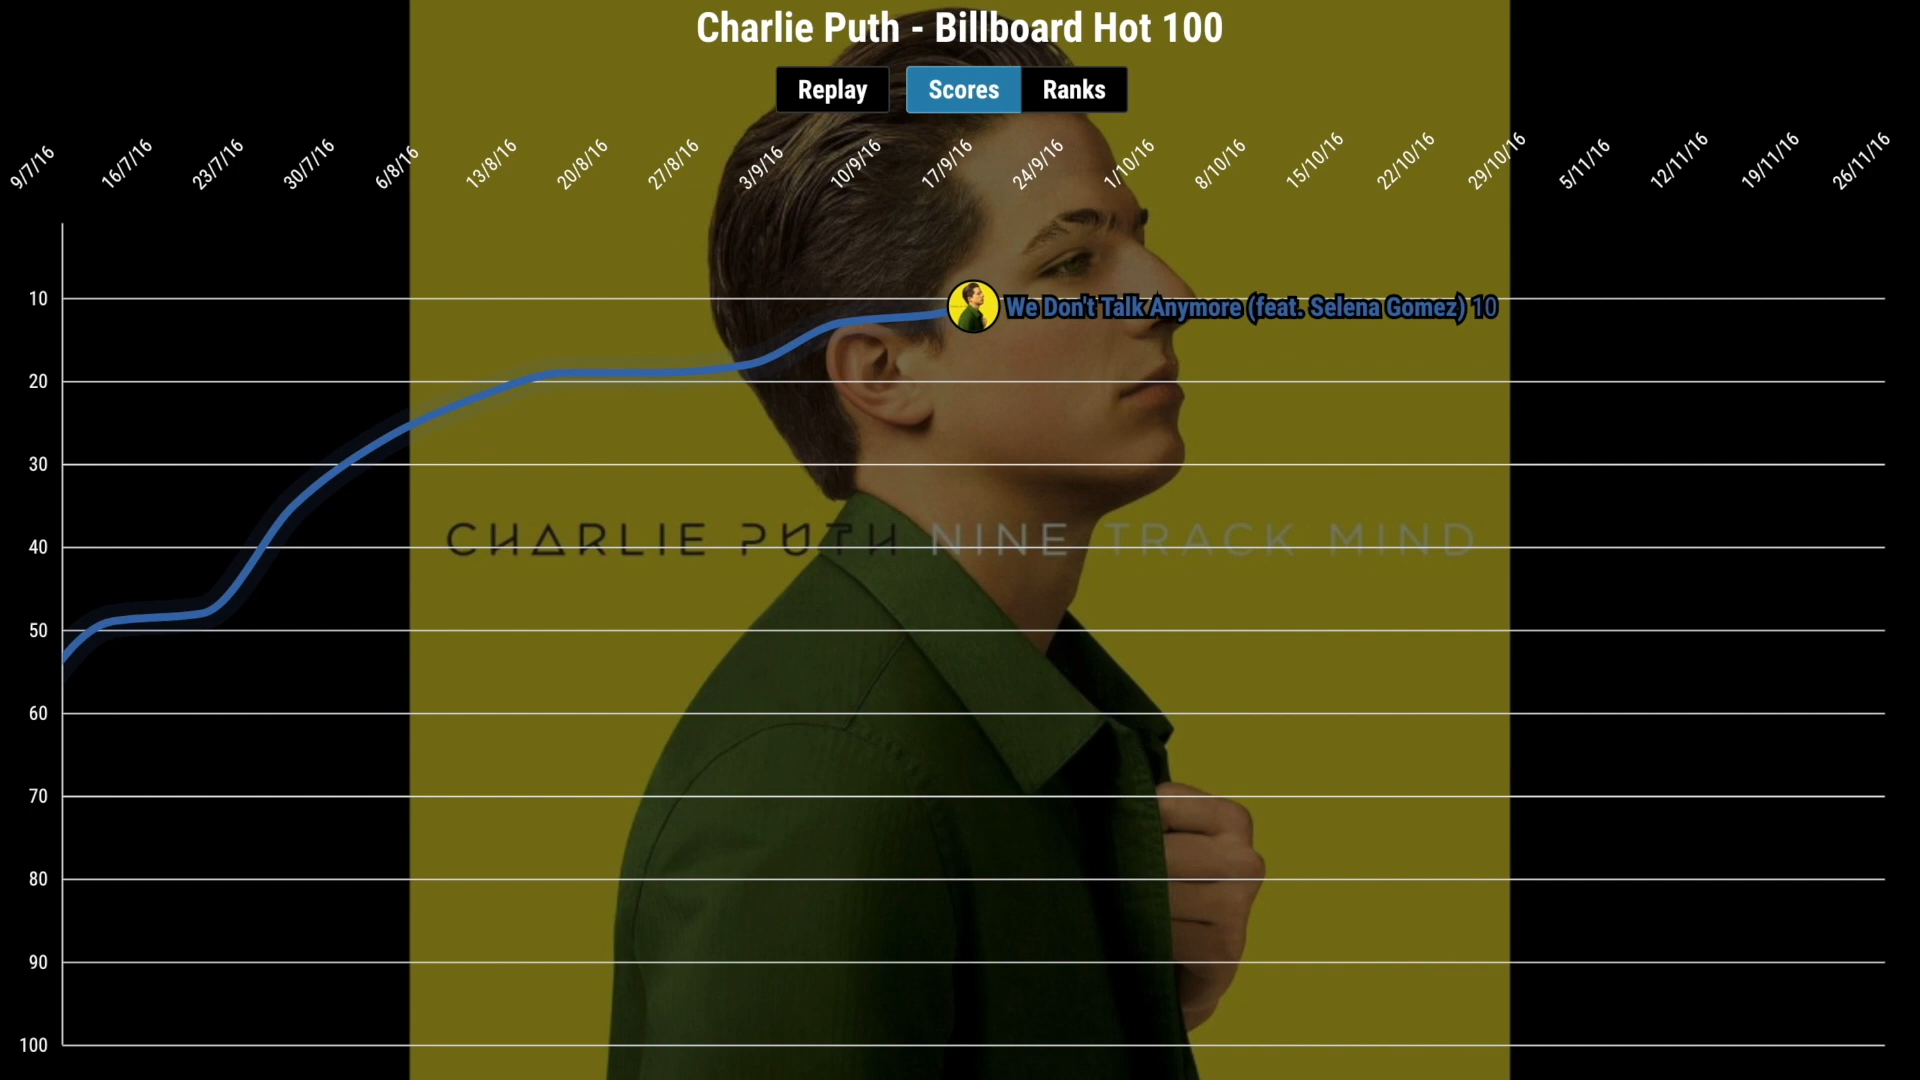 Charlie Puth - Billboard Hot 100
Replay Scores Ranks
9/7/16 16/7/16 23/7/16 30/7/16 6/8/16 13/8/16 20/8/16 27/8/16 3/9/16 10/9/16 17/9/16 24/9/16 1/10/16 8/10/16 15/10/16 22/10/16 29/10/16 5/11/16 12/11/16 19/11/16 26/11/16
10
We Don't Talk Anymore (feat. Selena Gomez) 10
20
30
CHARLIE PUTH NINE TRACK MIND
40
50
60
70
80
90
100